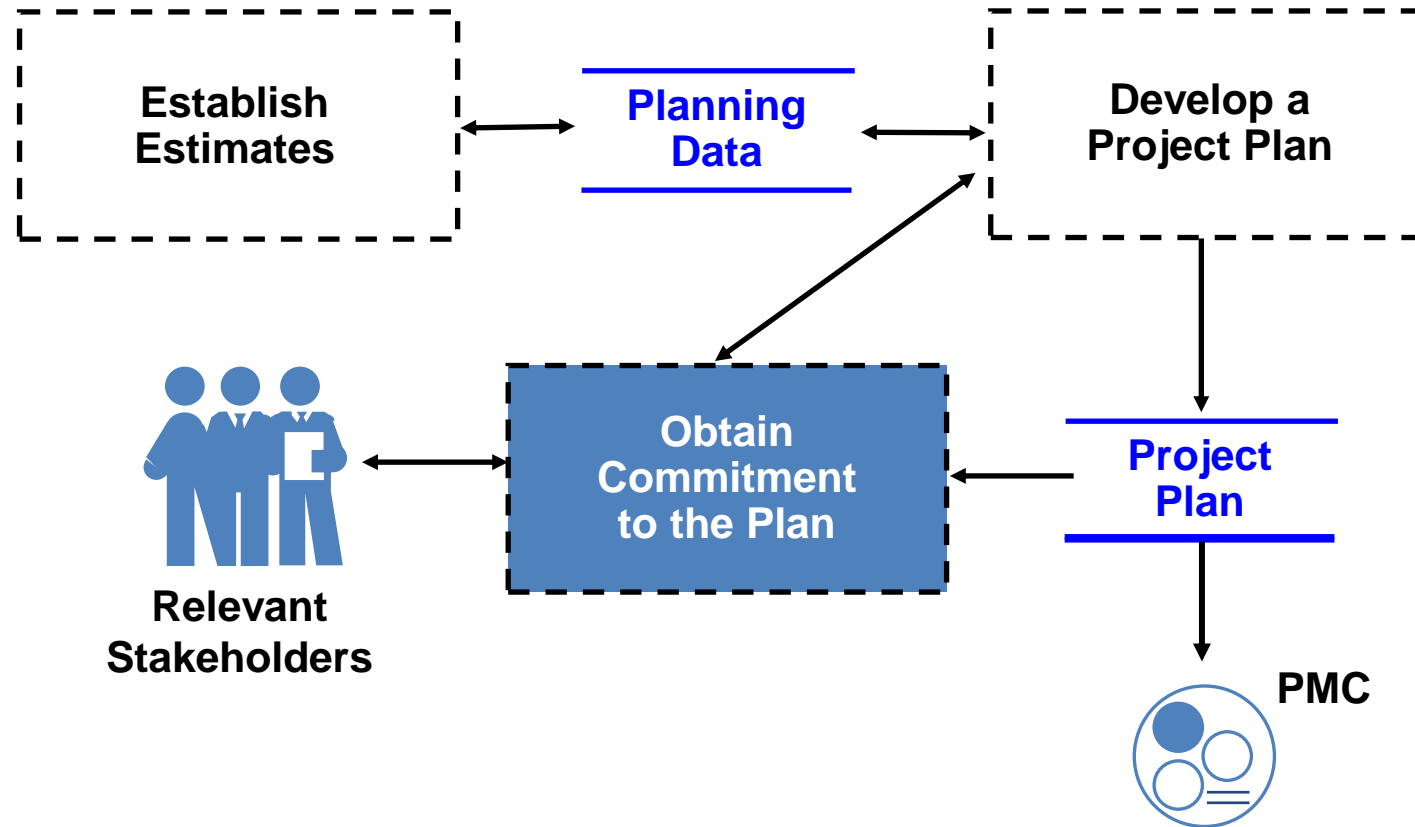 Establish
Estimates
Planning
Data
Develop a
Project Plan
Obtain
Commitment
to the Plan
Project
Plan
Relevant
Stakeholders
PMC